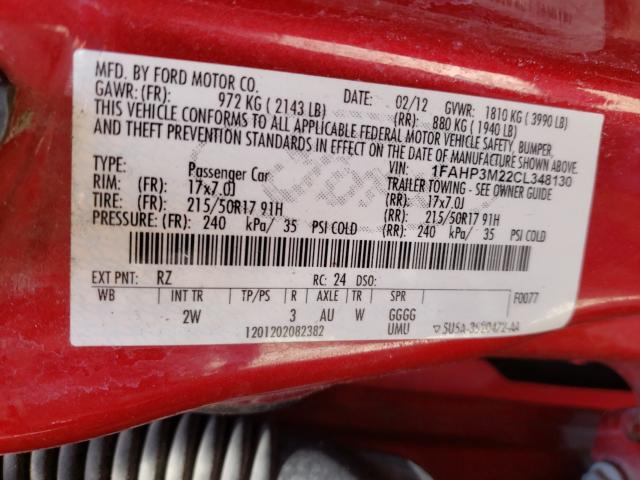 MFD. BY FORD MOTOR CO.
DATE: 02/12 GVWR: 1810 KG ( 3990 LB)
GAWR: (FR): 972 KG ( 2143 LB) (RR): 880 KG ( 1940 LB)
THIS VEHICLE CONFORMS TO ALL APPLICABLE FEDERAL MOTOR VEHICLE SAFETY, BUMPER,
AND THEFT PREVENTION STANDARDS IN EFFECT ON THE DATE OF MANUFACTURE SHOWN ABOVE.
VIN: 1FAHP3M22CL348130
TYPE: Passenger Car TRAILER TOWING - SEE OWNER GUIDE
RIM: (FR): 17x7.0J (RR): 17x7.0J
TIRE: (FR): 215/50R17 91H (RR): 215/50R17 91H
PRESSURE: (FR): 240 kPa/ 35 PSI COLD (RR): 240 kPa/ 35 PSI COLD
EXT PNT: RZ RC: 24 DSO:
F0077
WB INT TR TP/PS R AXLE TR SPR
2W 3 AU W GGGG
1201202082382 UMU